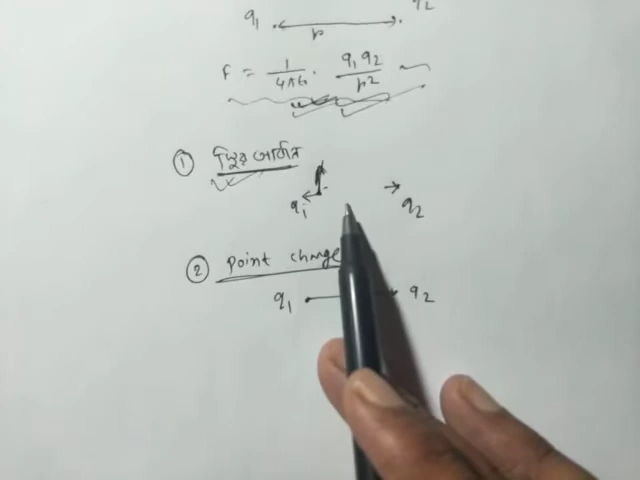 q₁ r q₂
F = 1/4πε₀ · q₁q₂/r²
① স্থির আধান
q₁ q₂
② point charge
q₁ q₂